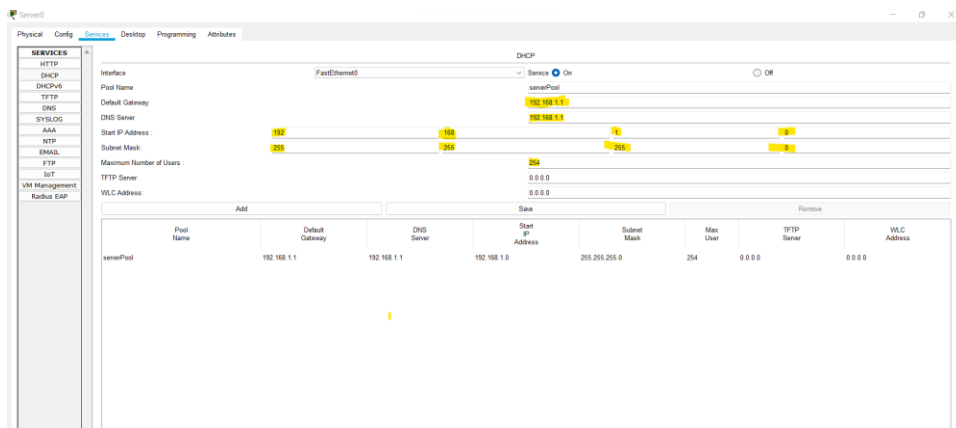 Server0
Physical Config Services Desktop Programming Attributes
SERVICES
HTTP
DHCP
DHCPv6
TFTP
DNS
SYSLOG
AAA
NTP
EMAIL
FTP
IoT
VM Management
Radius EAP
DHCP
Interface FastEthernet0 Service On Off
Pool Name serverPool
Default Gateway 192.168.1.1
DNS Server 192.168.1.1
Start IP Address : 192 168 1 0
Subnet Mask: 255 255 255 0
Maximum Number of Users : 254
TFTP Server: 0.0.0.0
WLC Address: 0.0.0.0
Add Save Remove
Pool Name Default Gateway DNS Server Start IP Address Subnet Mask Max User TFTP Server WLC Address
serverPool 192.168.1.1 192.168.1.1 192.168.1.0 255.255.255.0 254 0.0.0.0 0.0.0.0